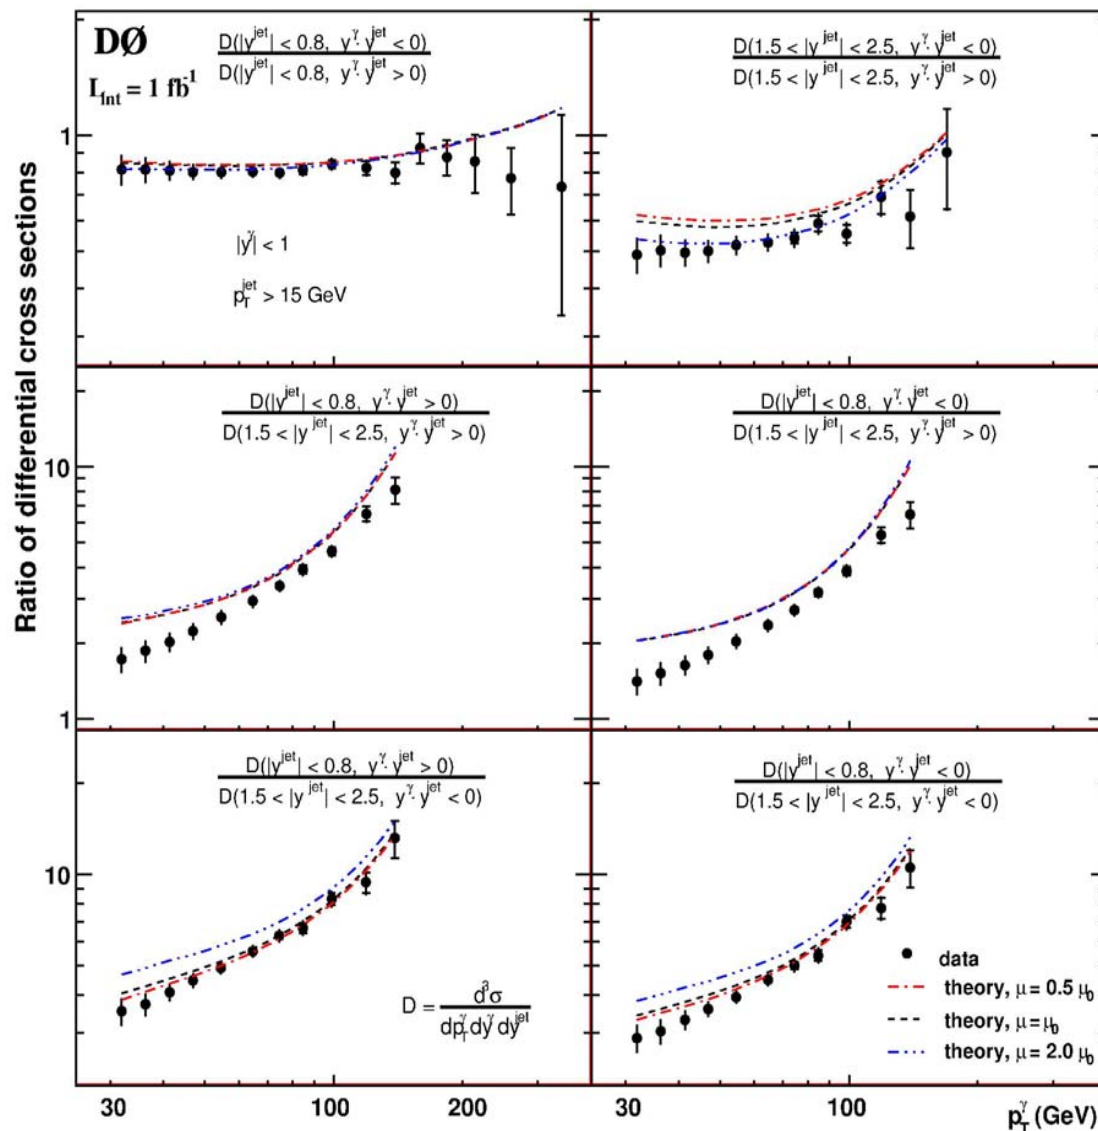 DØ
L_int = 1 fb^-1
D(|y^jet| < 0.8, y^γ· y^jet < 0)
D(|y^jet| < 0.8, y^γ· y^jet > 0)
D(1.5 < |y^jet| < 2.5, y^γ· y^jet < 0)
D(1.5 < |y^jet| < 2.5, y^γ· y^jet > 0)
1
1
|y^γ| < 1
p_T^jet > 15 GeV
Ratio of differential cross sections
D(|y^jet| < 0.8, y^γ· y^jet > 0)
D(1.5 < |y^jet| < 2.5, y^γ· y^jet > 0)
D(|y^jet| < 0.8, y^γ· y^jet < 0)
D(1.5 < |y^jet| < 2.5, y^γ· y^jet > 0)
10
1
D(|y^jet| < 0.8, y^γ· y^jet > 0)
D(1.5 < |y^jet| < 2.5, y^γ· y^jet < 0)
D(|y^jet| < 0.8, y^γ· y^jet < 0)
D(1.5 < |y^jet| < 2.5, y^γ· y^jet < 0)
10
D = d³σ
dp_T^γ dy^γ dy^jet
data
theory, μ = 0.5 μ₀
theory, μ = μ₀
theory, μ = 2.0 μ₀
30 100 200 30 100
p_T^γ (GeV)